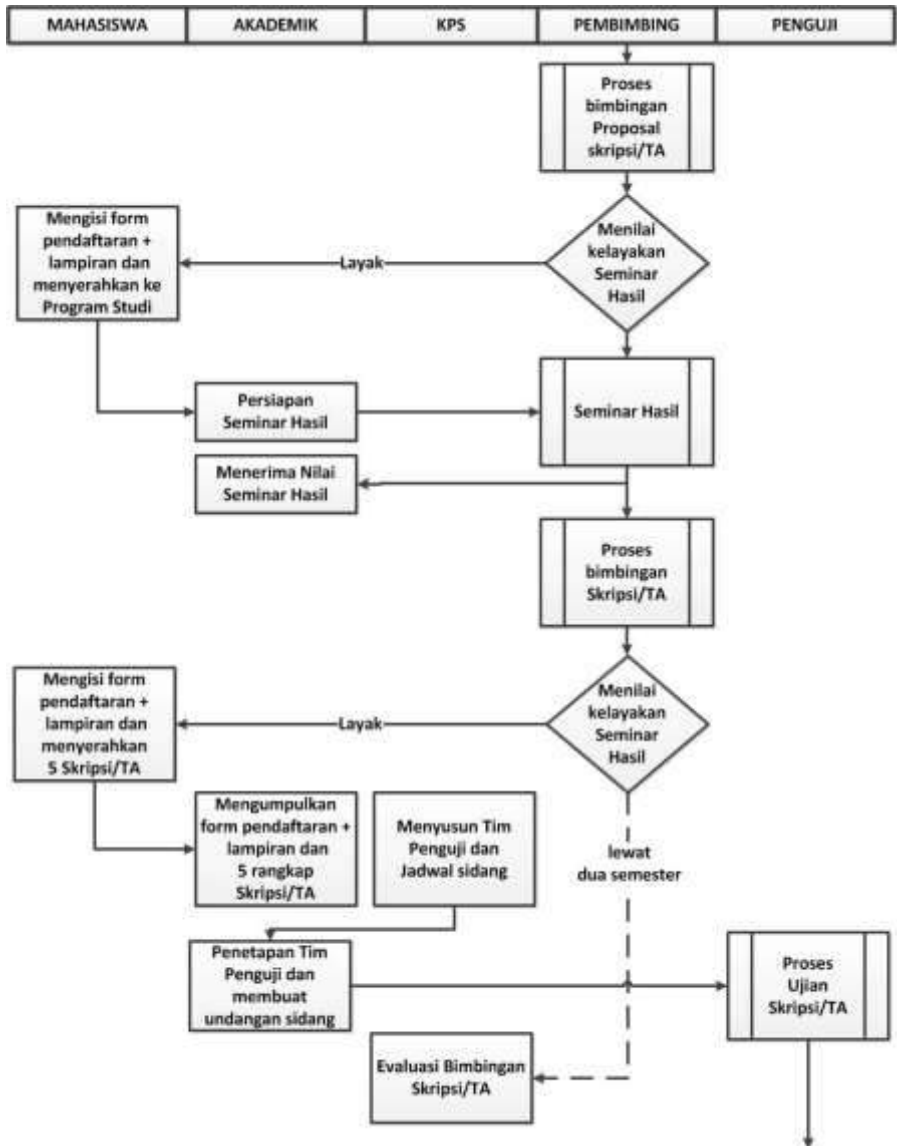 MAHASISWA
AKADEMIK
KPS
PEMBIMBING
PENGUJI
Proses
bimbingan
Proposal
skripsi/TA
Menilai
kelayakan
Seminar
Hasil
Layak
Mengisi form
pendaftaran +
lampiran dan
menyerahkan ke
Program Studi
Persiapan
Seminar Hasil
Seminar Hasil
Menerima Nilai
Seminar Hasil
Proses
bimbingan
Skripsi/TA
Menilai
kelayakan
Seminar
Hasil
Layak
Mengisi form
pendaftaran +
lampiran dan
menyerahkan
5 Skripsi/TA
Mengumpulkan
form pendaftaran +
lampiran dan
5 rangkap
Skripsi/TA
Menyusun Tim
Penguji dan
Jadwal sidang
lewat
dua semester
Penetapan Tim
Penguji dan
membuat
undangan sidang
Proses
Ujian
Skripsi/TA
Evaluasi Bimbingan
Skripsi/TA